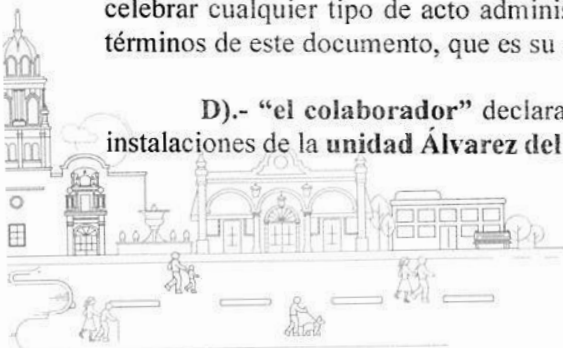 celebrar cualquier tipo de acto adminis
términos de este documento, que es su
D).- “el colaborador” declara
instalaciones de la unidad Álvarez del